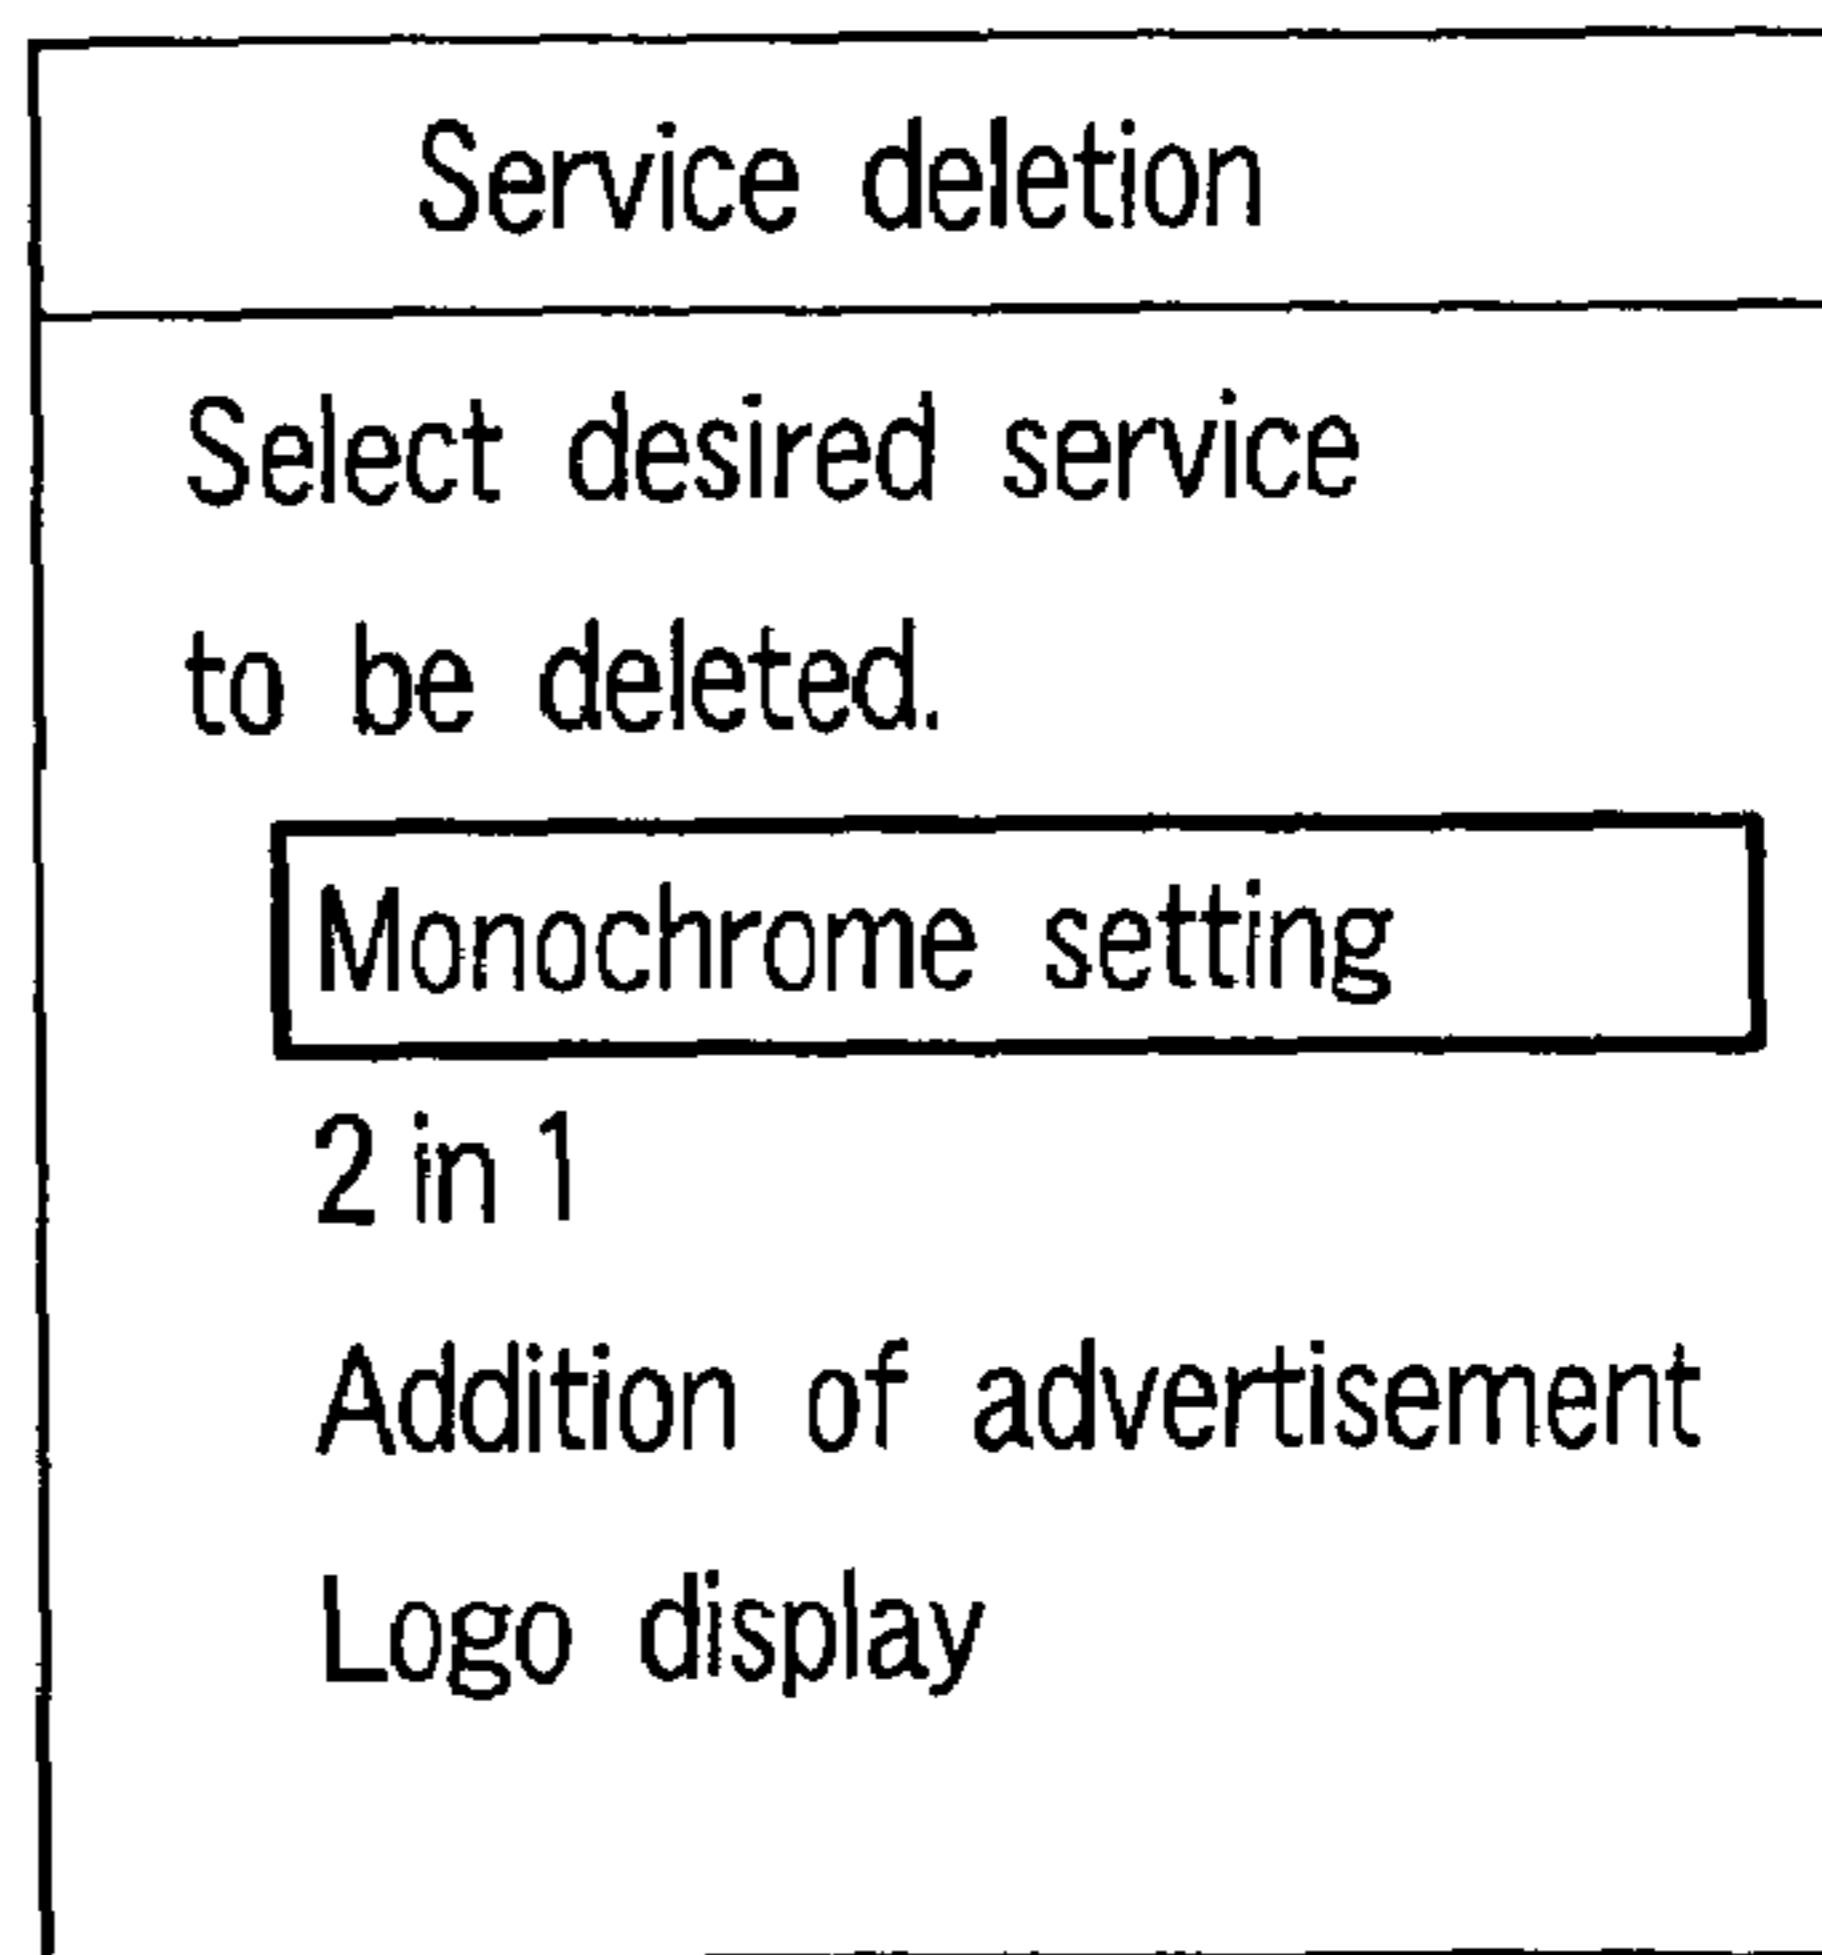 Service deletion
Select desired service
to be deleted.
Monochrome setting
2 in 1
Addition of advertisement
Logo display